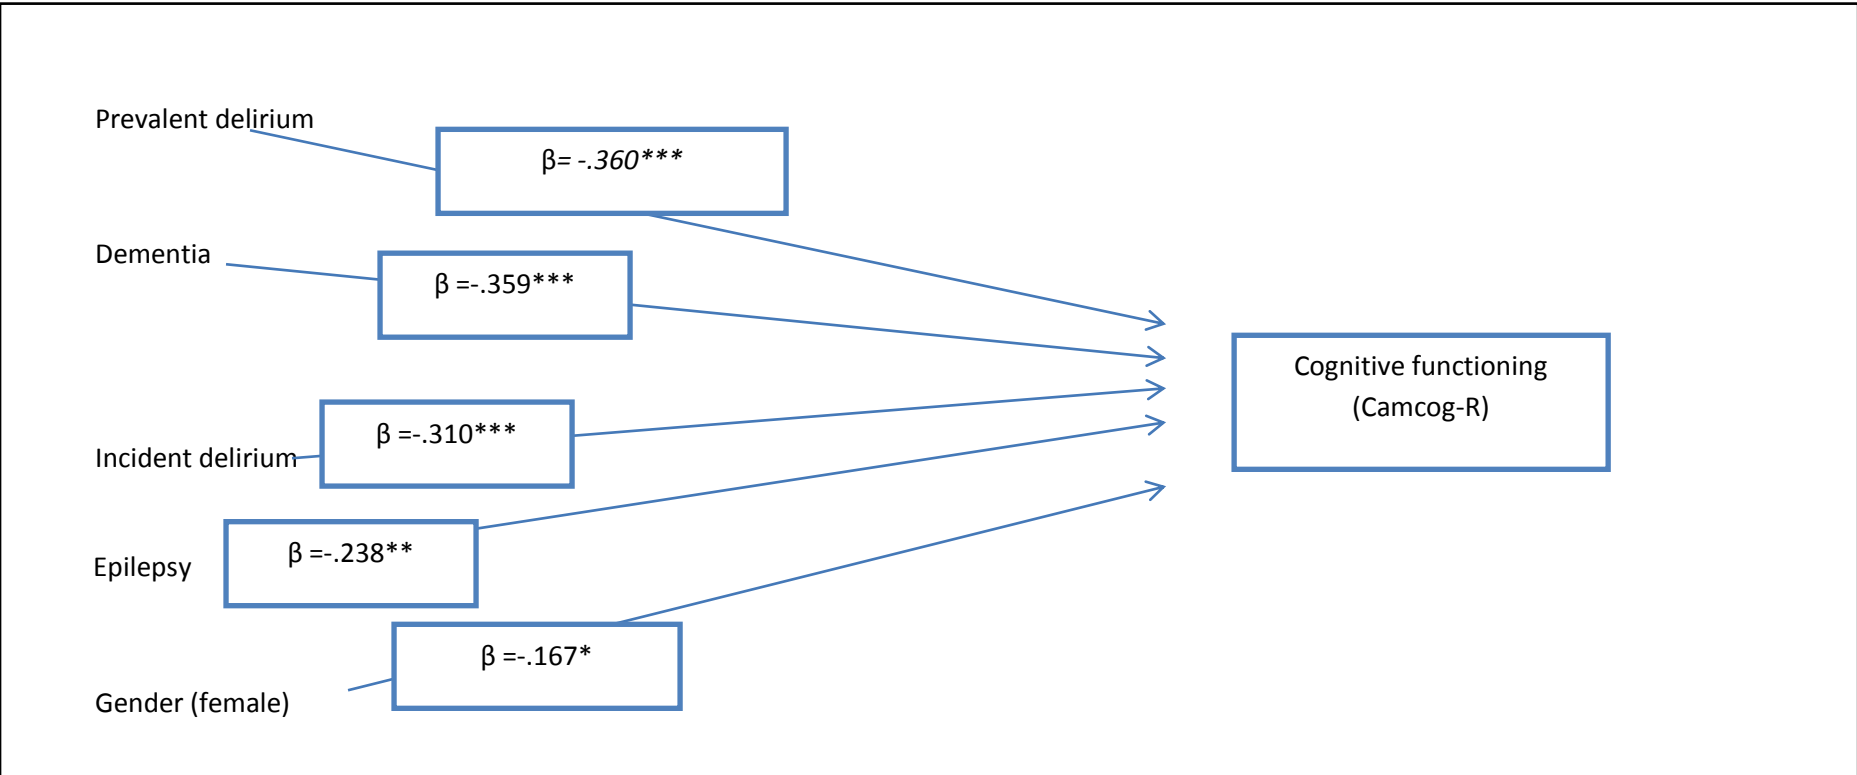 Prevalent delirium
β= -.360***
Dementia
β =-.359***
Incident delirium
β =-.310***
Epilepsy
β =-.238**
Gender (female)
β =-.167*
Cognitive functioning
(Camcog-R)